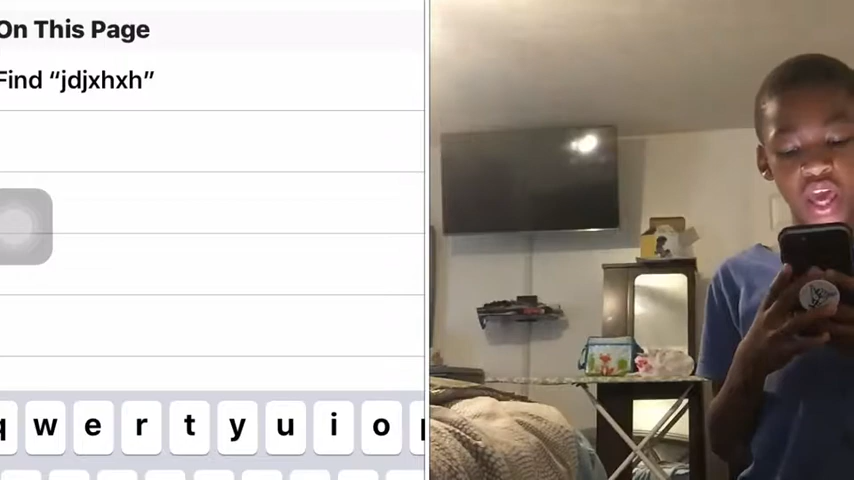 On This Page
Find “jdjxhxh”
q w e r t y u i o